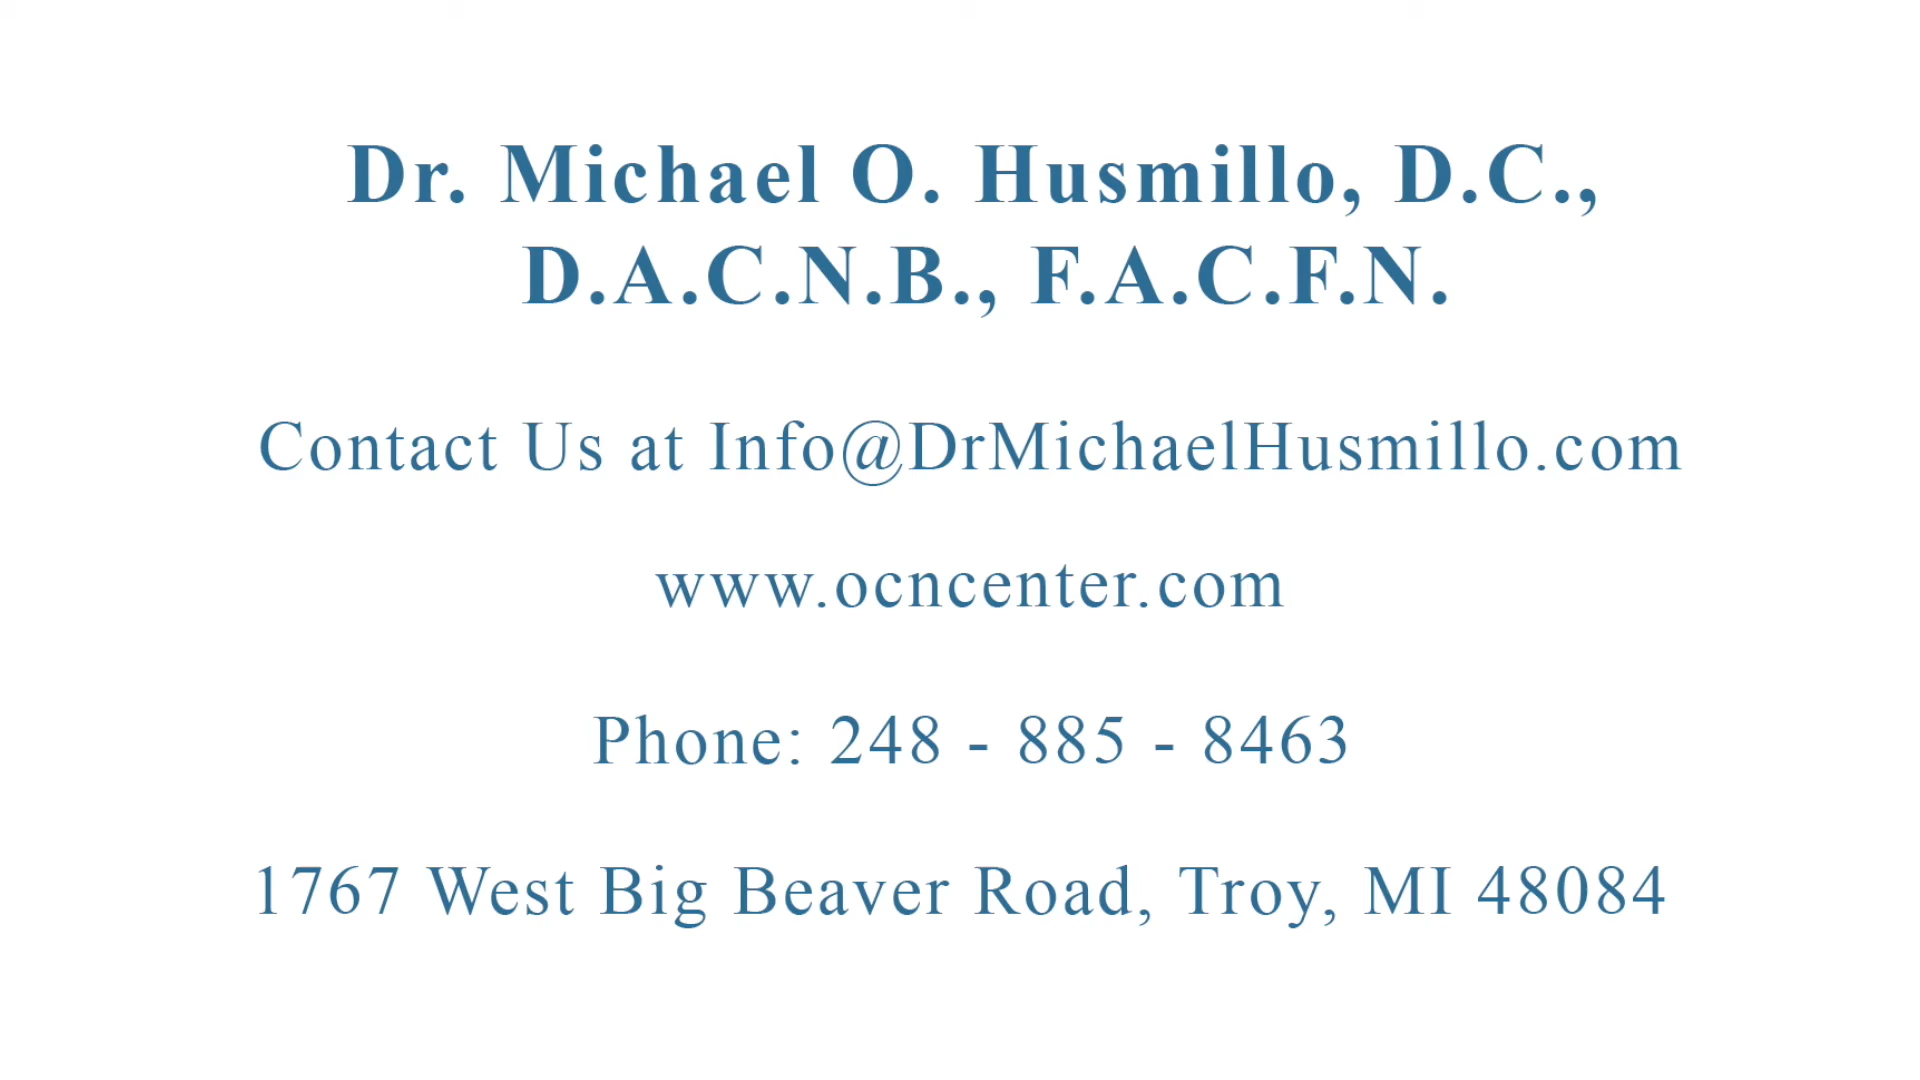 Dr. Michael O. Husmillo, D.C.,
D.A.C.N.B., F.A.C.F.N.
Contact Us at Info@DrMichaelHusmillo.com
www.ocncenter.com
Phone: 248 - 885 - 8463
1767 West Big Beaver Road, Troy, MI 48084